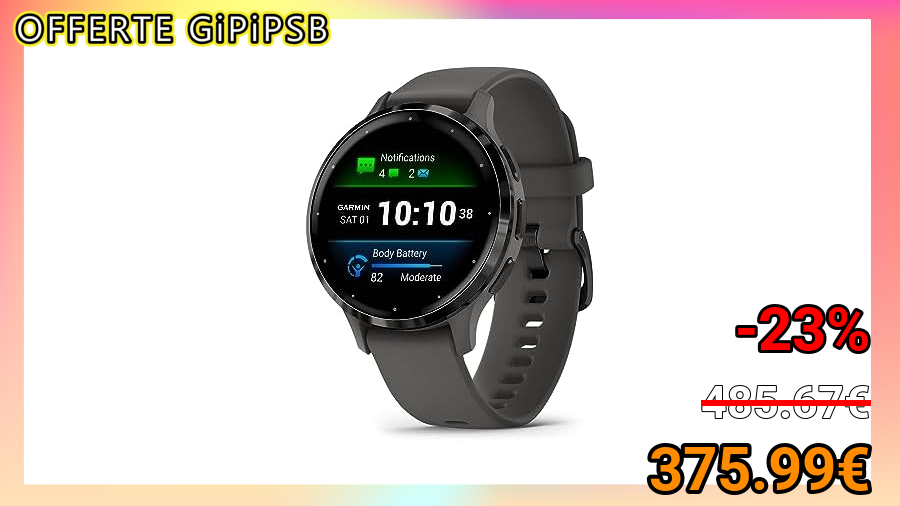 OFFERTE GiPiPSB
Notifications
4 2
GARMIN
SAT 01
10:10 38
Body Battery
82 Moderate
-23%
485.67€
375.99€